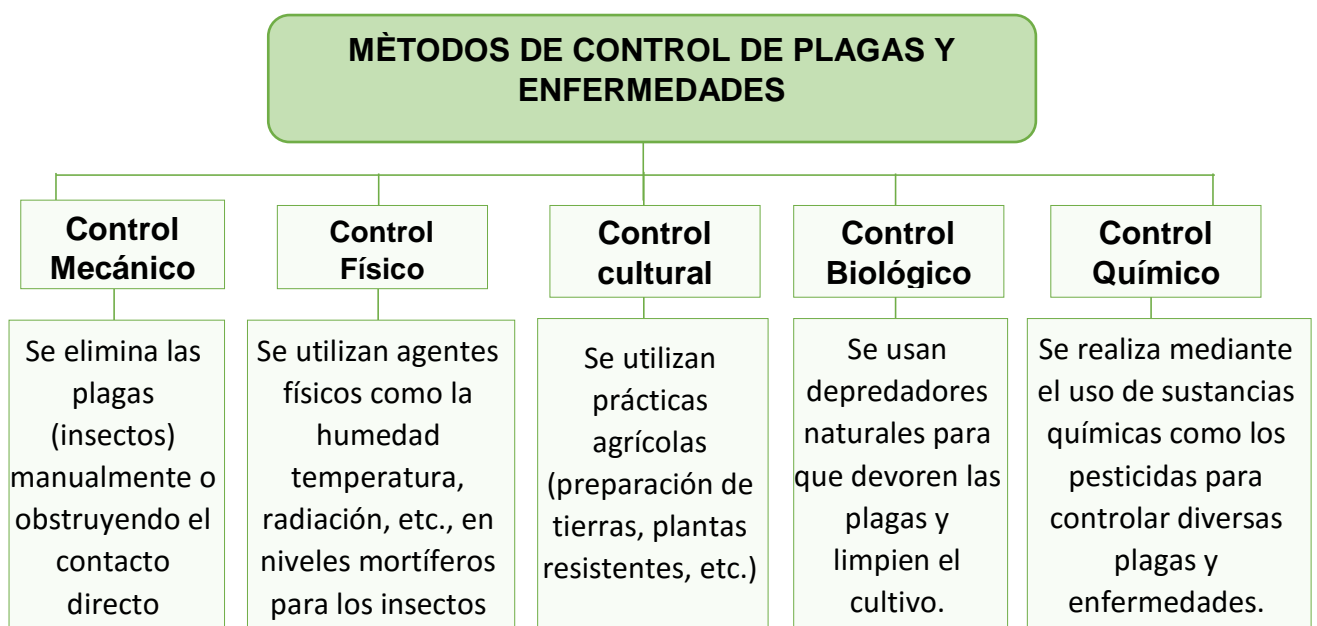 MÈTODOS DE CONTROL DE PLAGAS Y
ENFERMEDADES
Control
Mecánico
Control
Físico
Control
cultural
Control
Biológico
Control
Químico
Se elimina las
plagas
(insectos)
manualmente o
obstruyendo el
contacto
directo
Se utilizan agentes
físicos como la
humedad
temperatura,
radiación, etc., en
niveles mortíferos
para los insectos
Se utilizan
prácticas
agrícolas
(preparación de
tierras, plantas
resistentes, etc.)
Se usan
depredadores
naturales para
que devoren las
plagas y
limpien el
cultivo.
Se realiza mediante
el uso de sustancias
químicas como los
pesticidas para
controlar diversas
plagas y
enfermedades.